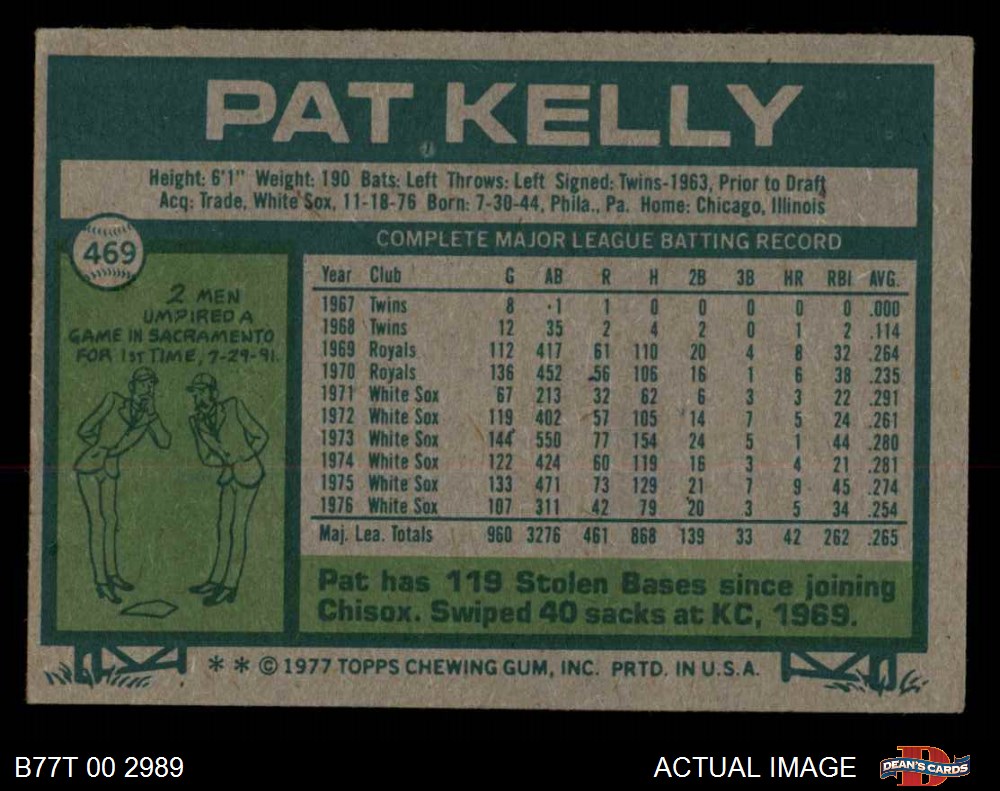 PAT KELLY
Height: 6'1" Weight: 190 Bats: Left Throws: Left Signed: Twins-1963, Prior to Draft
Acq: Trade, White Sox, 11-18-76 Born: 7-30-44, Phila., Pa. Home: Chicago, Illinois
469
2 MEN
UMPIRED A
GAME IN SACRAMENTO
FOR 1ST TIME, 7-29-91.
COMPLETE MAJOR LEAGUE BATTING RECORD
Year Club G AB R H 2B 3B HR RBI AVG.
1967 Twins 8 1 1 0 0 0 0 0 .000
1968 Twins 12 35 2 4 2 0 1 2 .114
1969 Royals 112 417 61 110 20 4 8 32 .264
1970 Royals 136 452 56 106 16 1 6 38 .235
1971 White Sox 67 213 32 62 6 3 3 22 .291
1972 White Sox 119 402 57 105 14 7 5 24 .261
1973 White Sox 144 550 77 154 24 5 1 44 .280
1974 White Sox 122 424 60 119 16 3 4 21 .281
1975 White Sox 133 471 73 129 21 7 9 45 .274
1976 White Sox 107 311 42 79 20 3 5 34 .254
Maj. Lea. Totals 960 3276 461 868 139 33 42 262 .265
Pat has 119 Stolen Bases since joining
Chisox. Swiped 40 sacks at KC, 1969.
* * © 1977 TOPPS CHEWING GUM, INC. PRTD. IN U.S.A.
B77T 00 2989
ACTUAL IMAGE
D
DEAN'S CARDS